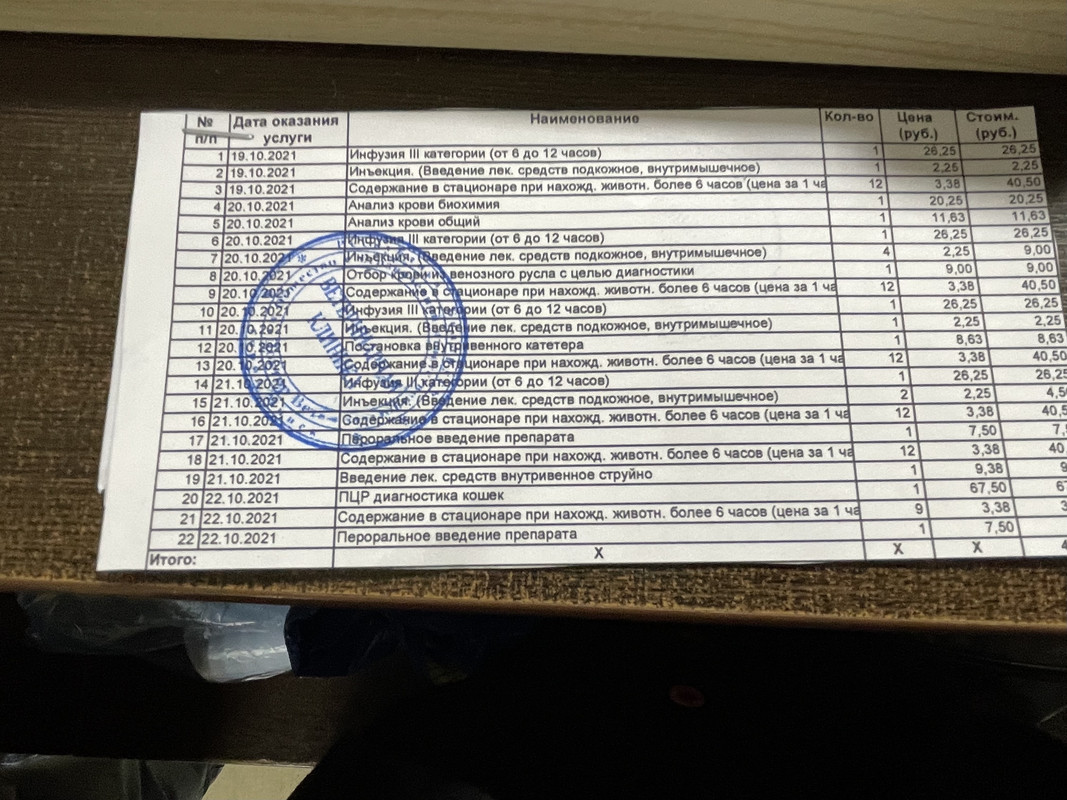 № п/п Дата оказания услуги Наименование Кол-во Цена (руб.) Стоим. (руб.)
1 19.10.2021 Инфузия III категории (от 6 до 12 часов) 1 26,25 26,25
2 19.10.2021 Инъекция. (Введение лек. средств подкожное, внутримышечное) 1 2,25 2,25
3 19.10.2021 Содержание в стационаре при нахожд. животн. более 6 часов (цена за 1 ча 12 3,38 40,50
4 20.10.2021 Анализ крови биохимия 1 20,25 20,25
5 20.10.2021 Анализ крови общий 1 11,63 11,63
6 20.10.2021 Инфузия III категории (от 6 до 12 часов) 1 26,25 26,25
7 20.10.2021 Инъекция. (Введение лек. средств подкожное, внутримышечное) 4 2,25 9,00
8 20.10.2021 Отбор крови из венозного русла с целью диагностики 1 9,00 9,00
9 20.10.2021 Содержание в стационаре при нахожд. животн. более 6 часов (цена за 1 ча 12 3,38 40,50
10 20.10.2021 Инфузия III категории (от 6 до 12 часов) 1 26,25 26,25
11 20.10.2021 Инъекция. (Введение лек. средств подкожное, внутримышечное) 1 2,25 2,25
12 20.10.2021 Постановка внутривенного катетера 1 8,63 8,63
13 20.10.2021 Содержание в стационаре при нахожд. животн. более 6 часов (цена за 1 ча 12 3,38 40,50
14 21.10.2021 Инфузия III категории (от 6 до 12 часов) 1 26,25 26,25
15 21.10.2021 Инъекция. (Введение лек. средств подкожное, внутримышечное) 2 2,25 4,5
16 21.10.2021 Содержание в стационаре при нахожд. животн. более 6 часов (цена за 1 ча 12 3,38 40,5
17 21.10.2021 Пероральное введение препарата 1 7,50 7,
18 21.10.2021 Содержание в стационаре при нахожд. животн. более 6 часов (цена за 1 ча 12 3,38 40
19 21.10.2021 Введение лек. средств внутривенное струйно 1 9,38 9
20 22.10.2021 ПЦР диагностика кошек 1 67,50 67
21 22.10.2021 Содержание в стационаре при нахожд. животн. более 6 часов (цена за 1 ча 9 3,38 3
22 22.10.2021 Пероральное введение препарата 1 7,50
Итого: X X X 4